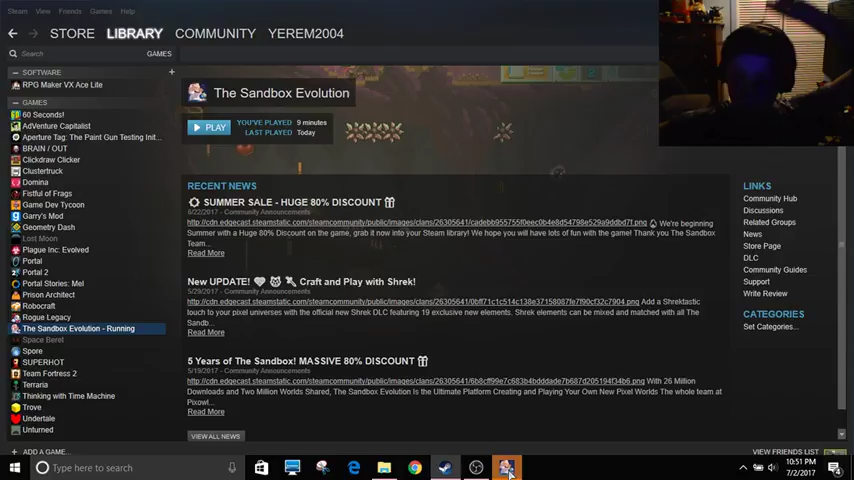 Steam View Friends Games Help
STORE LIBRARY COMMUNITY YEREM2004
Search GAMES
SOFTWARE
RPG Maker VX Ace Lite
GAMES
60 Seconds!
AdVenture Capitalist
Aperture Tag: The Paint Gun Testing Init...
BRAIN / OUT
Clickdraw Clicker
Clustertruck
Domina
Fistful of Frags
Game Dev Tycoon
Garry's Mod
Geometry Dash
Lost Moon
Plague Inc: Evolved
Portal
Portal 2
Portal Stories: Mel
Prison Architect
Robocraft
Rogue Legacy
The Sandbox Evolution - Running
Space Beret
Spore
SUPERHOT
Team Fortress 2
Terraria
Thinking with Time Machine
Trove
Undertale
Unturned
ADD A GAME...
The Sandbox Evolution
PLAY
YOU'VE PLAYED 9 minutes
LAST PLAYED Today
RECENT NEWS
SUMMER SALE - HUGE 80% DISCOUNT
6/22/2017 - Community Announcements
We're beginning
Summer with a Huge 80% Discount on the game, grab it now into your Steam library! We hope you will have lots of fun with the game! Thank you The Sandbox
Team...
Read More
New UPDATE! Craft and Play with Shrek!
5/29/2017 - Community Announcements
Add a Shrektastic
touch to your pixel universes with the official new Shrek DLC featuring 19 exclusive new elements. Shrek elements can be mixed and matched with all The
Sandb...
Read More
5 Years of The Sandbox! MASSIVE 80% DISCOUNT
5/19/2017 - Community Announcements
With 26 Million
Downloads and Two Million Worlds Shared, The Sandbox Evolution Is the Ultimate Platform Creating and Playing Your Own New Pixel Worlds The whole team at
Pixowl...
Read More
VIEW ALL NEWS
LINKS
Community Hub
Discussions
Related Groups
News
Store Page
DLC
Community Guides
Support
Write Review
CATEGORIES
Set Categories...
VIEW FRIENDS LIST
Type here to search
10:51 PM
7/2/2017
4